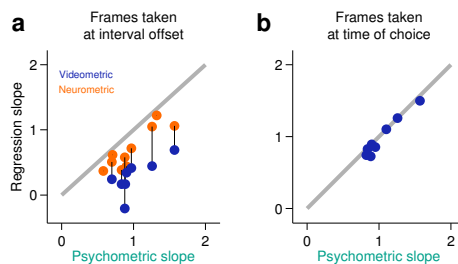 a
Frames taken
at interval offset
Videometric
Neurometric
Regression slope
2
1
0
0
1
2
Psychometric slope
b
Frames taken
at time of choice
2
1
0
0
1
2
Psychometric slope